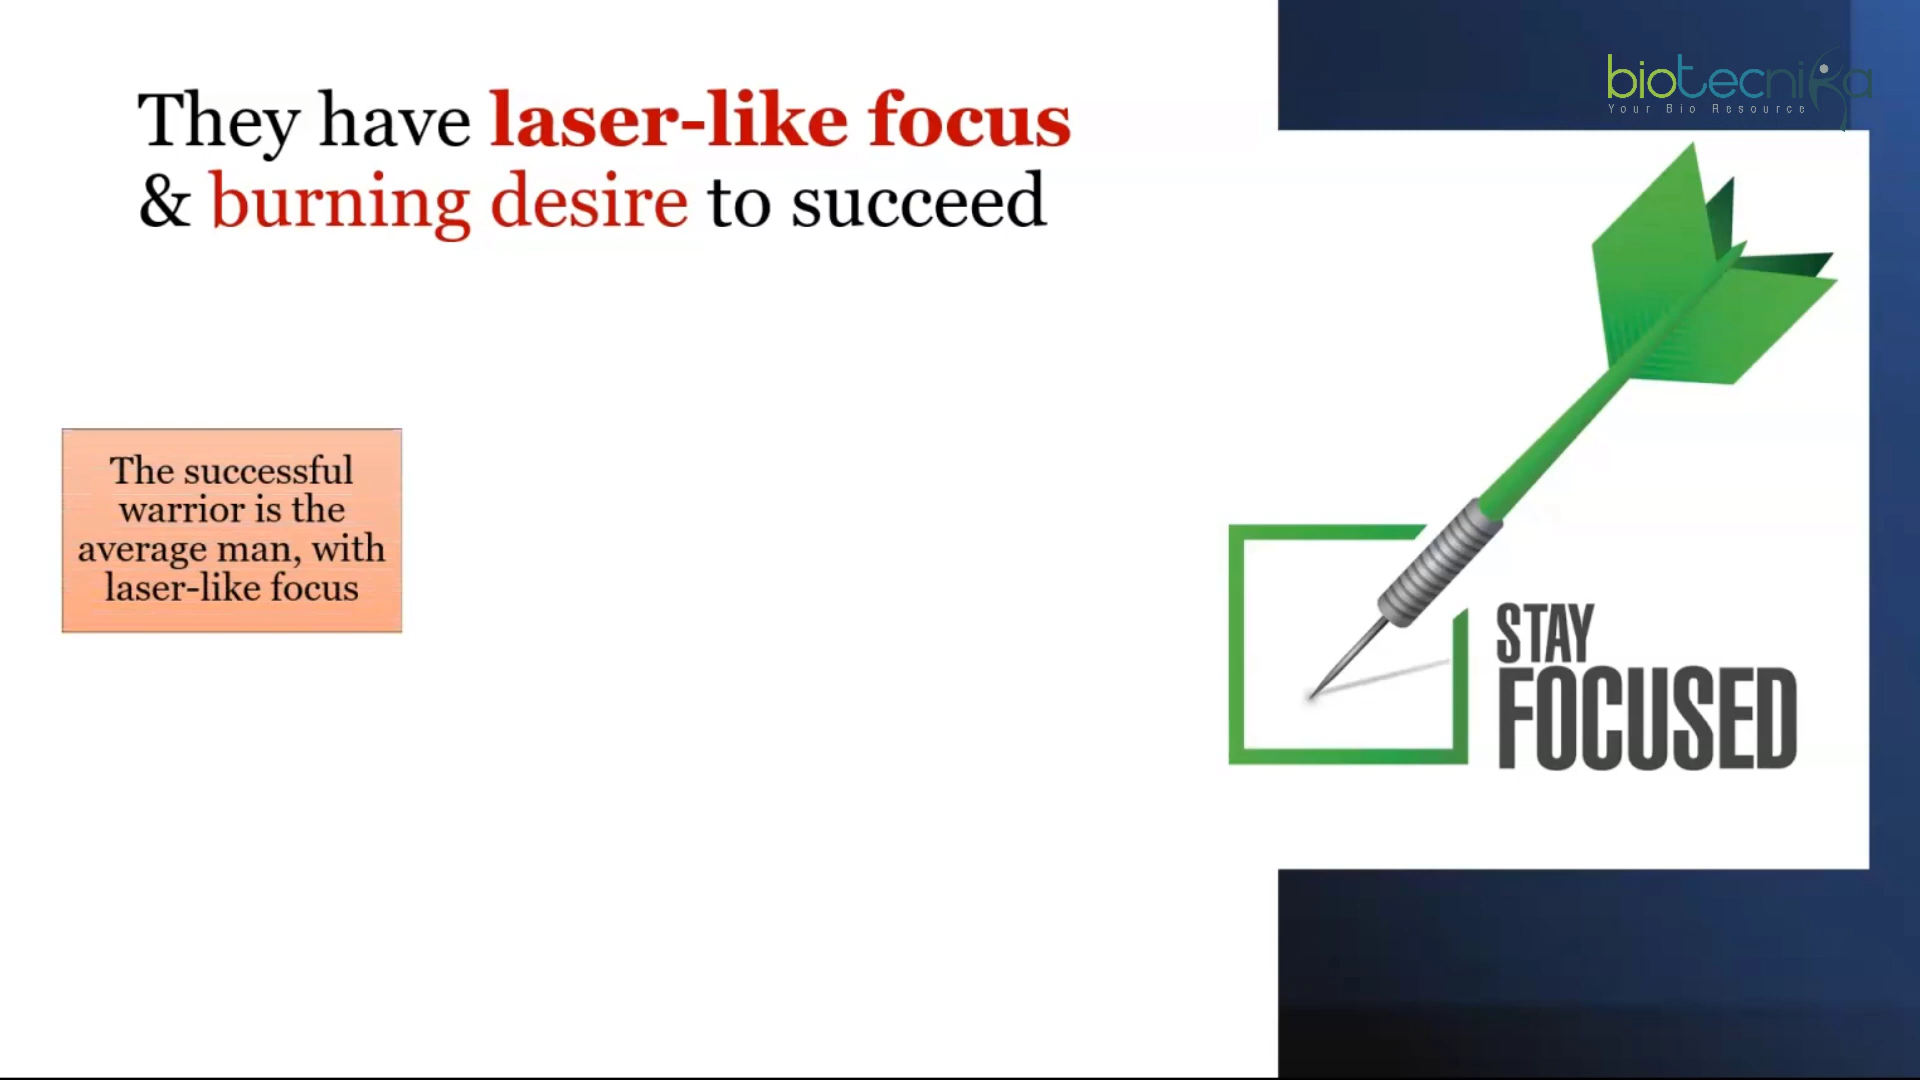 biotecnika
Your Bio Resource
They have laser-like focus
& burning desire to succeed
The successful
warrior is the
average man, with
laser-like focus
STAY
FOCUSED